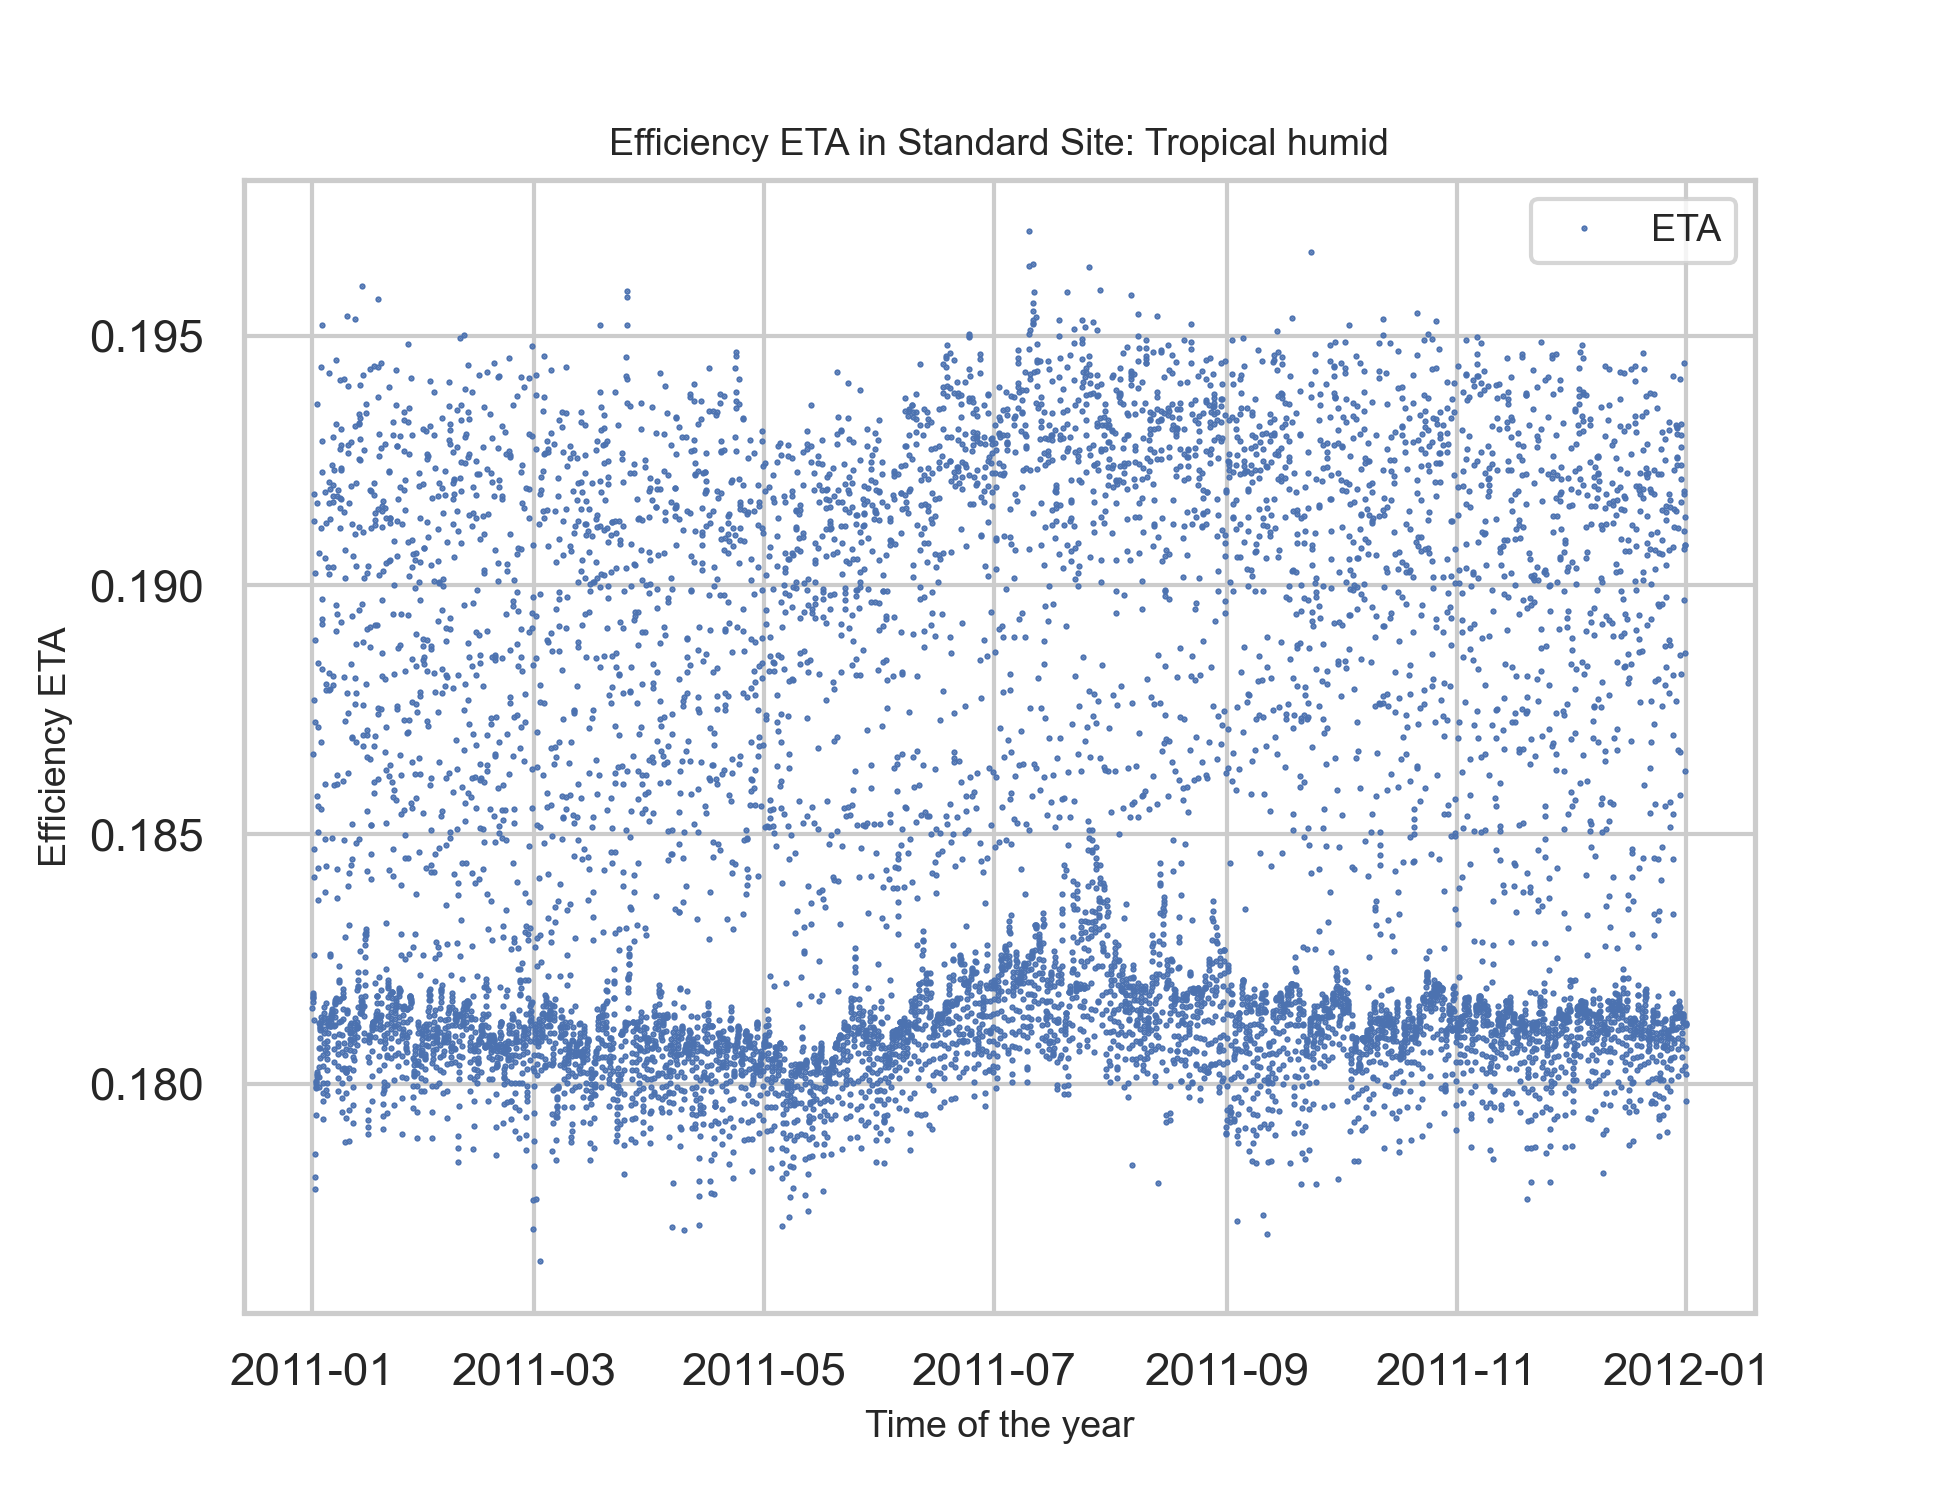 Efficiency ETA in Standard Site: Tropical humid
ETA
Efficiency ETA
0.195
0.190
0.185
0.180
2011-01 2011-03 2011-05 2011-07 2011-09 2011-11 2012-01
Time of the year